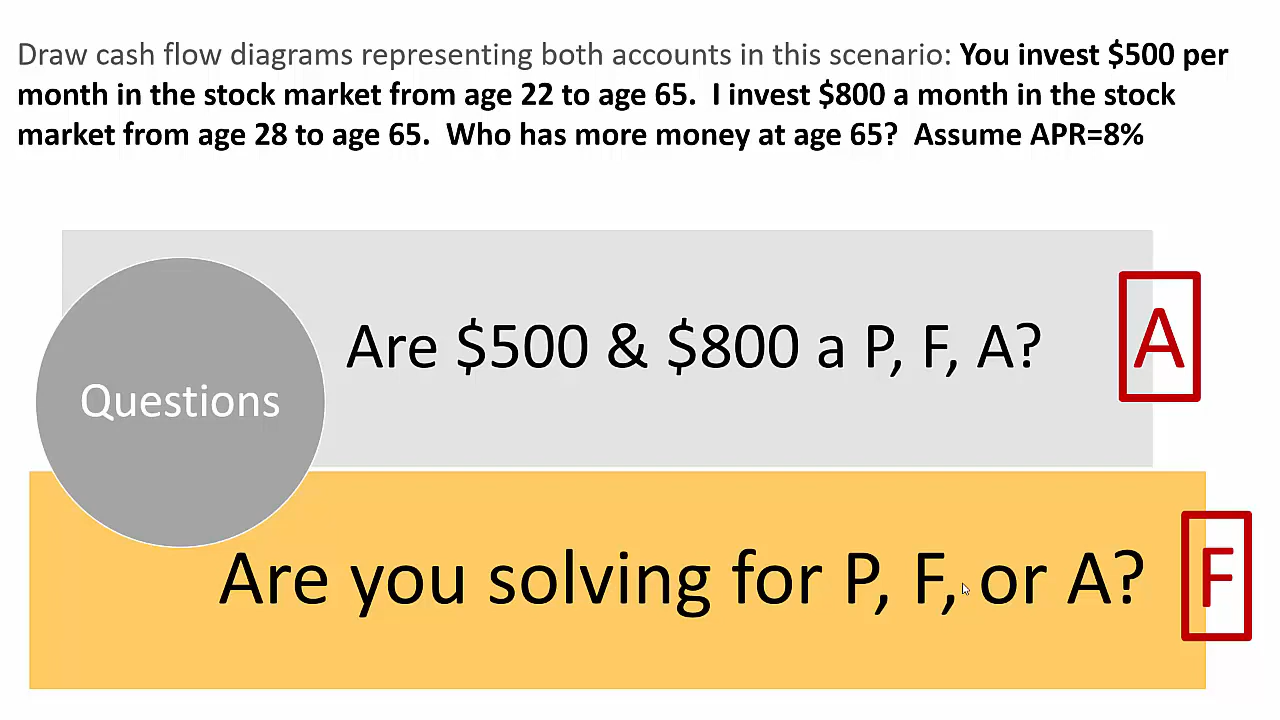 Draw cash flow diagrams representing both accounts in this scenario: You invest $500 per
month in the stock market from age 22 to age 65.  I invest $800 a month in the stock
market from age 28 to age 65.  Who has more money at age 65?  Assume APR=8%
Questions
Are $500 & $800 a P, F, A?
A
Are you solving for P, F, or A?
F